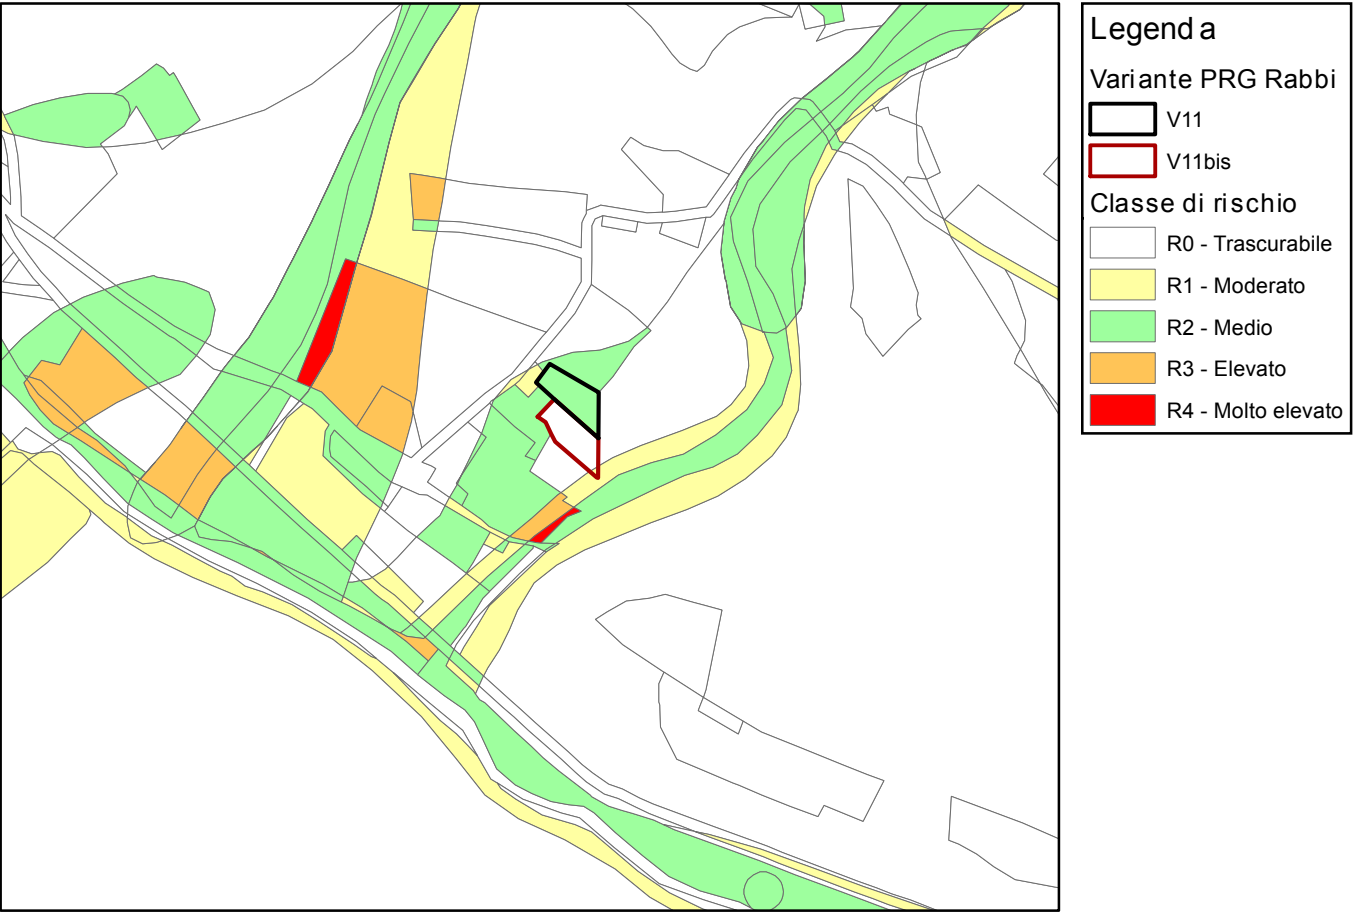 Legenda
Variante PRG Rabbi
V11
V11bis
Classe di rischio
R0 - Trascurabile
R1 - Moderato
R2 - Medio
R3 - Elevato
R4 - Molto elevato